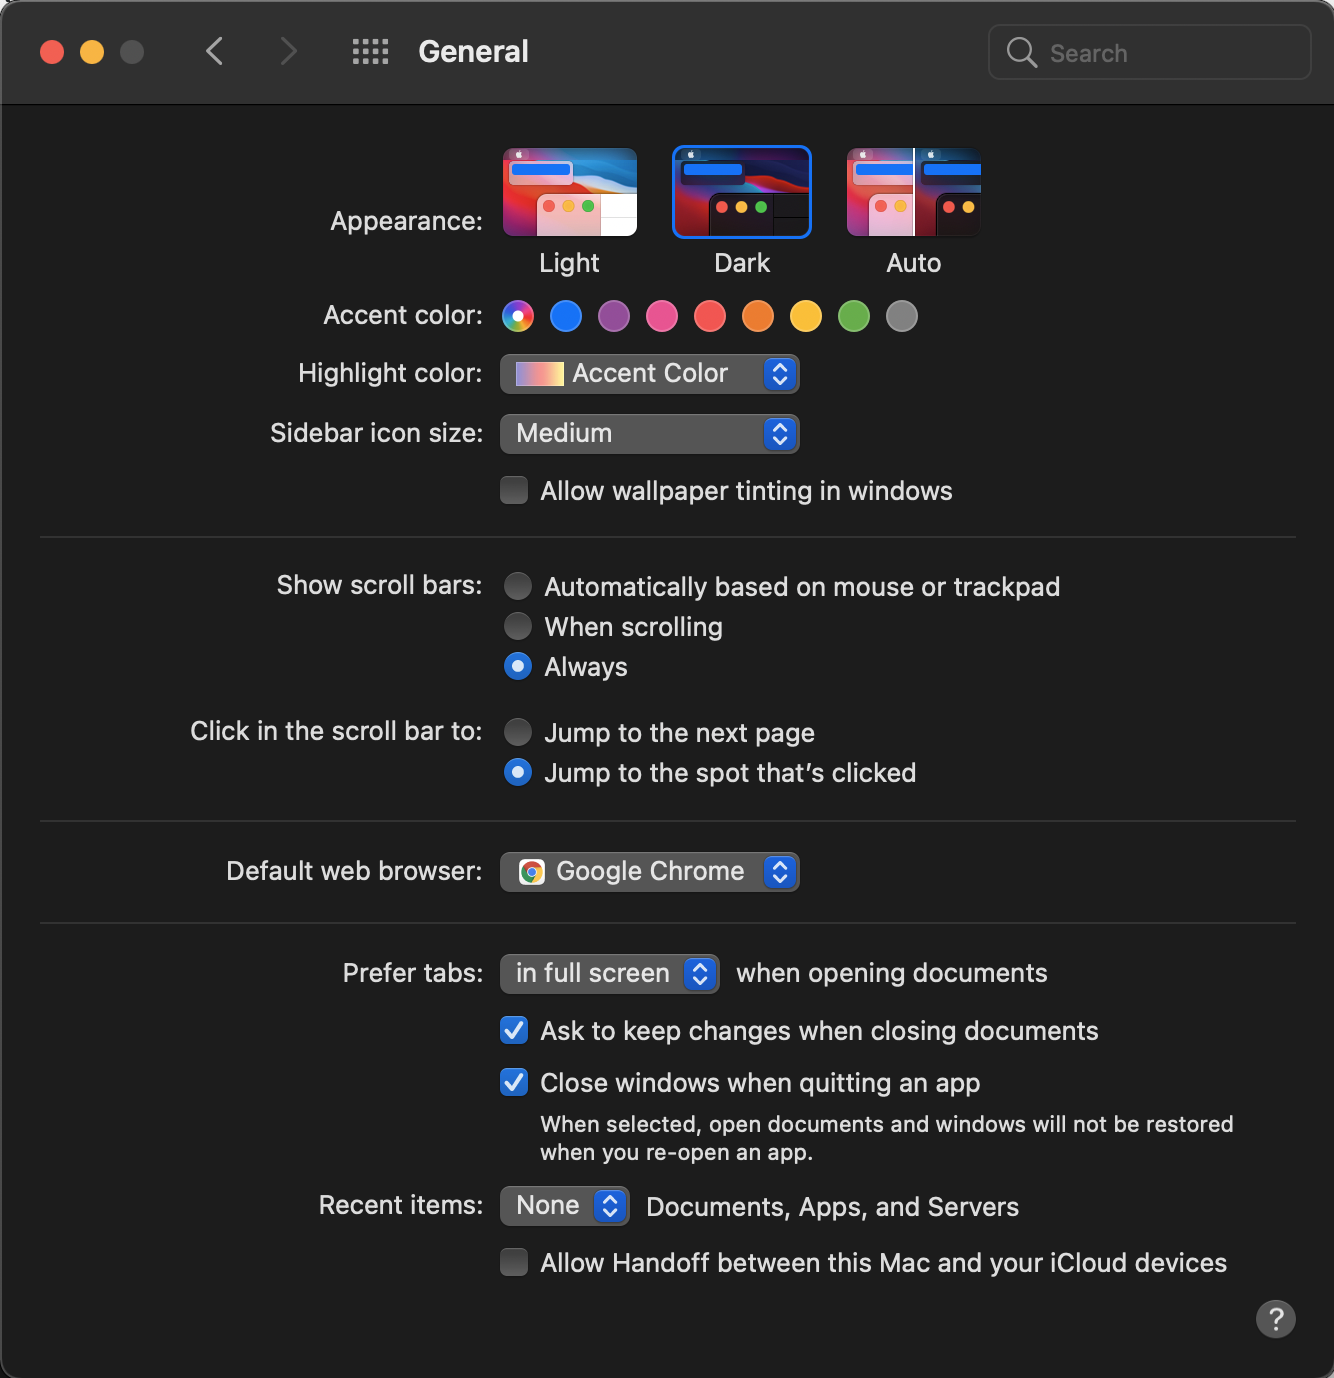 General
Search
Appearance:
Light
Dark
Auto
Accent color:
Highlight color:
Accent Color
Sidebar icon size:
Medium
Allow wallpaper tinting in windows
Show scroll bars:
Automatically based on mouse or trackpad
When scrolling
Always
Click in the scroll bar to:
Jump to the next page
Jump to the spot that’s clicked
Default web browser:
Google Chrome
Prefer tabs:
in full screen
when opening documents
Ask to keep changes when closing documents
Close windows when quitting an app
When selected, open documents and windows will not be restored
when you re-open an app.
Recent items:
None
Documents, Apps, and Servers
Allow Handoff between this Mac and your iCloud devices
?